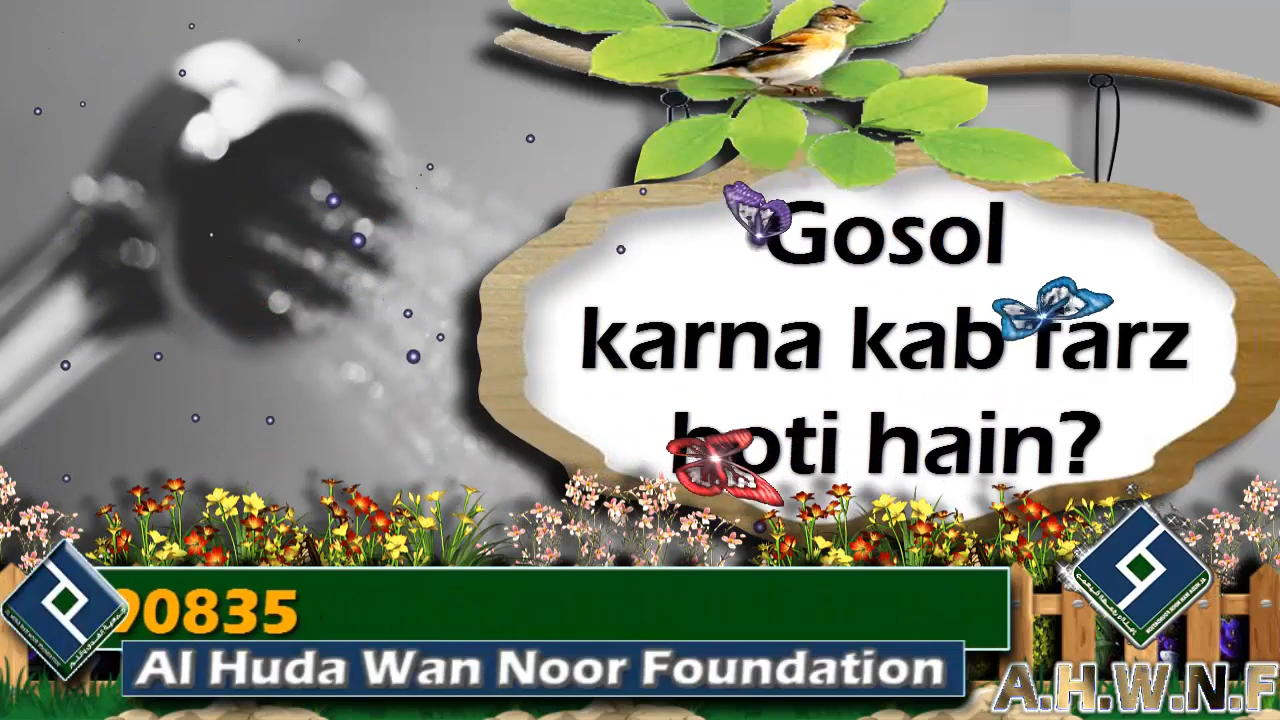 Gosol
karna kab farz
hoti hain?
90835
Al Huda Wan Noor Foundation
A.H.W.N.F